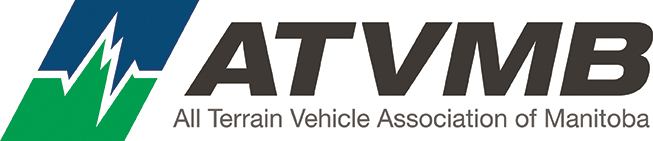 ATVMB
All Terrain Vehicle Association of Manitoba